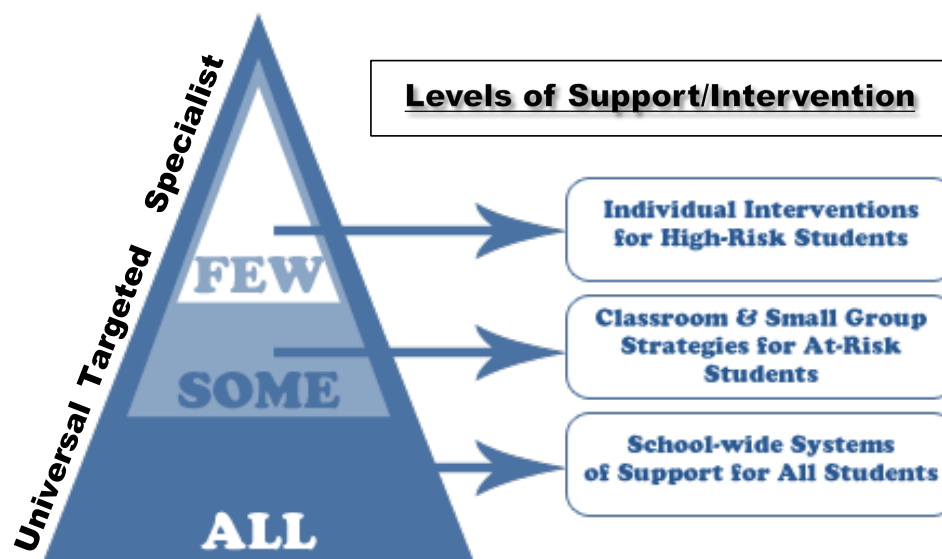 Levels of Support/Intervention
Universal Targeted Specialist
FEW
Individual Interventions
for High-Risk Students
SOME
Classroom & Small Group
Strategies for At-Risk
Students
ALL
School-wide Systems
of Support for All Students